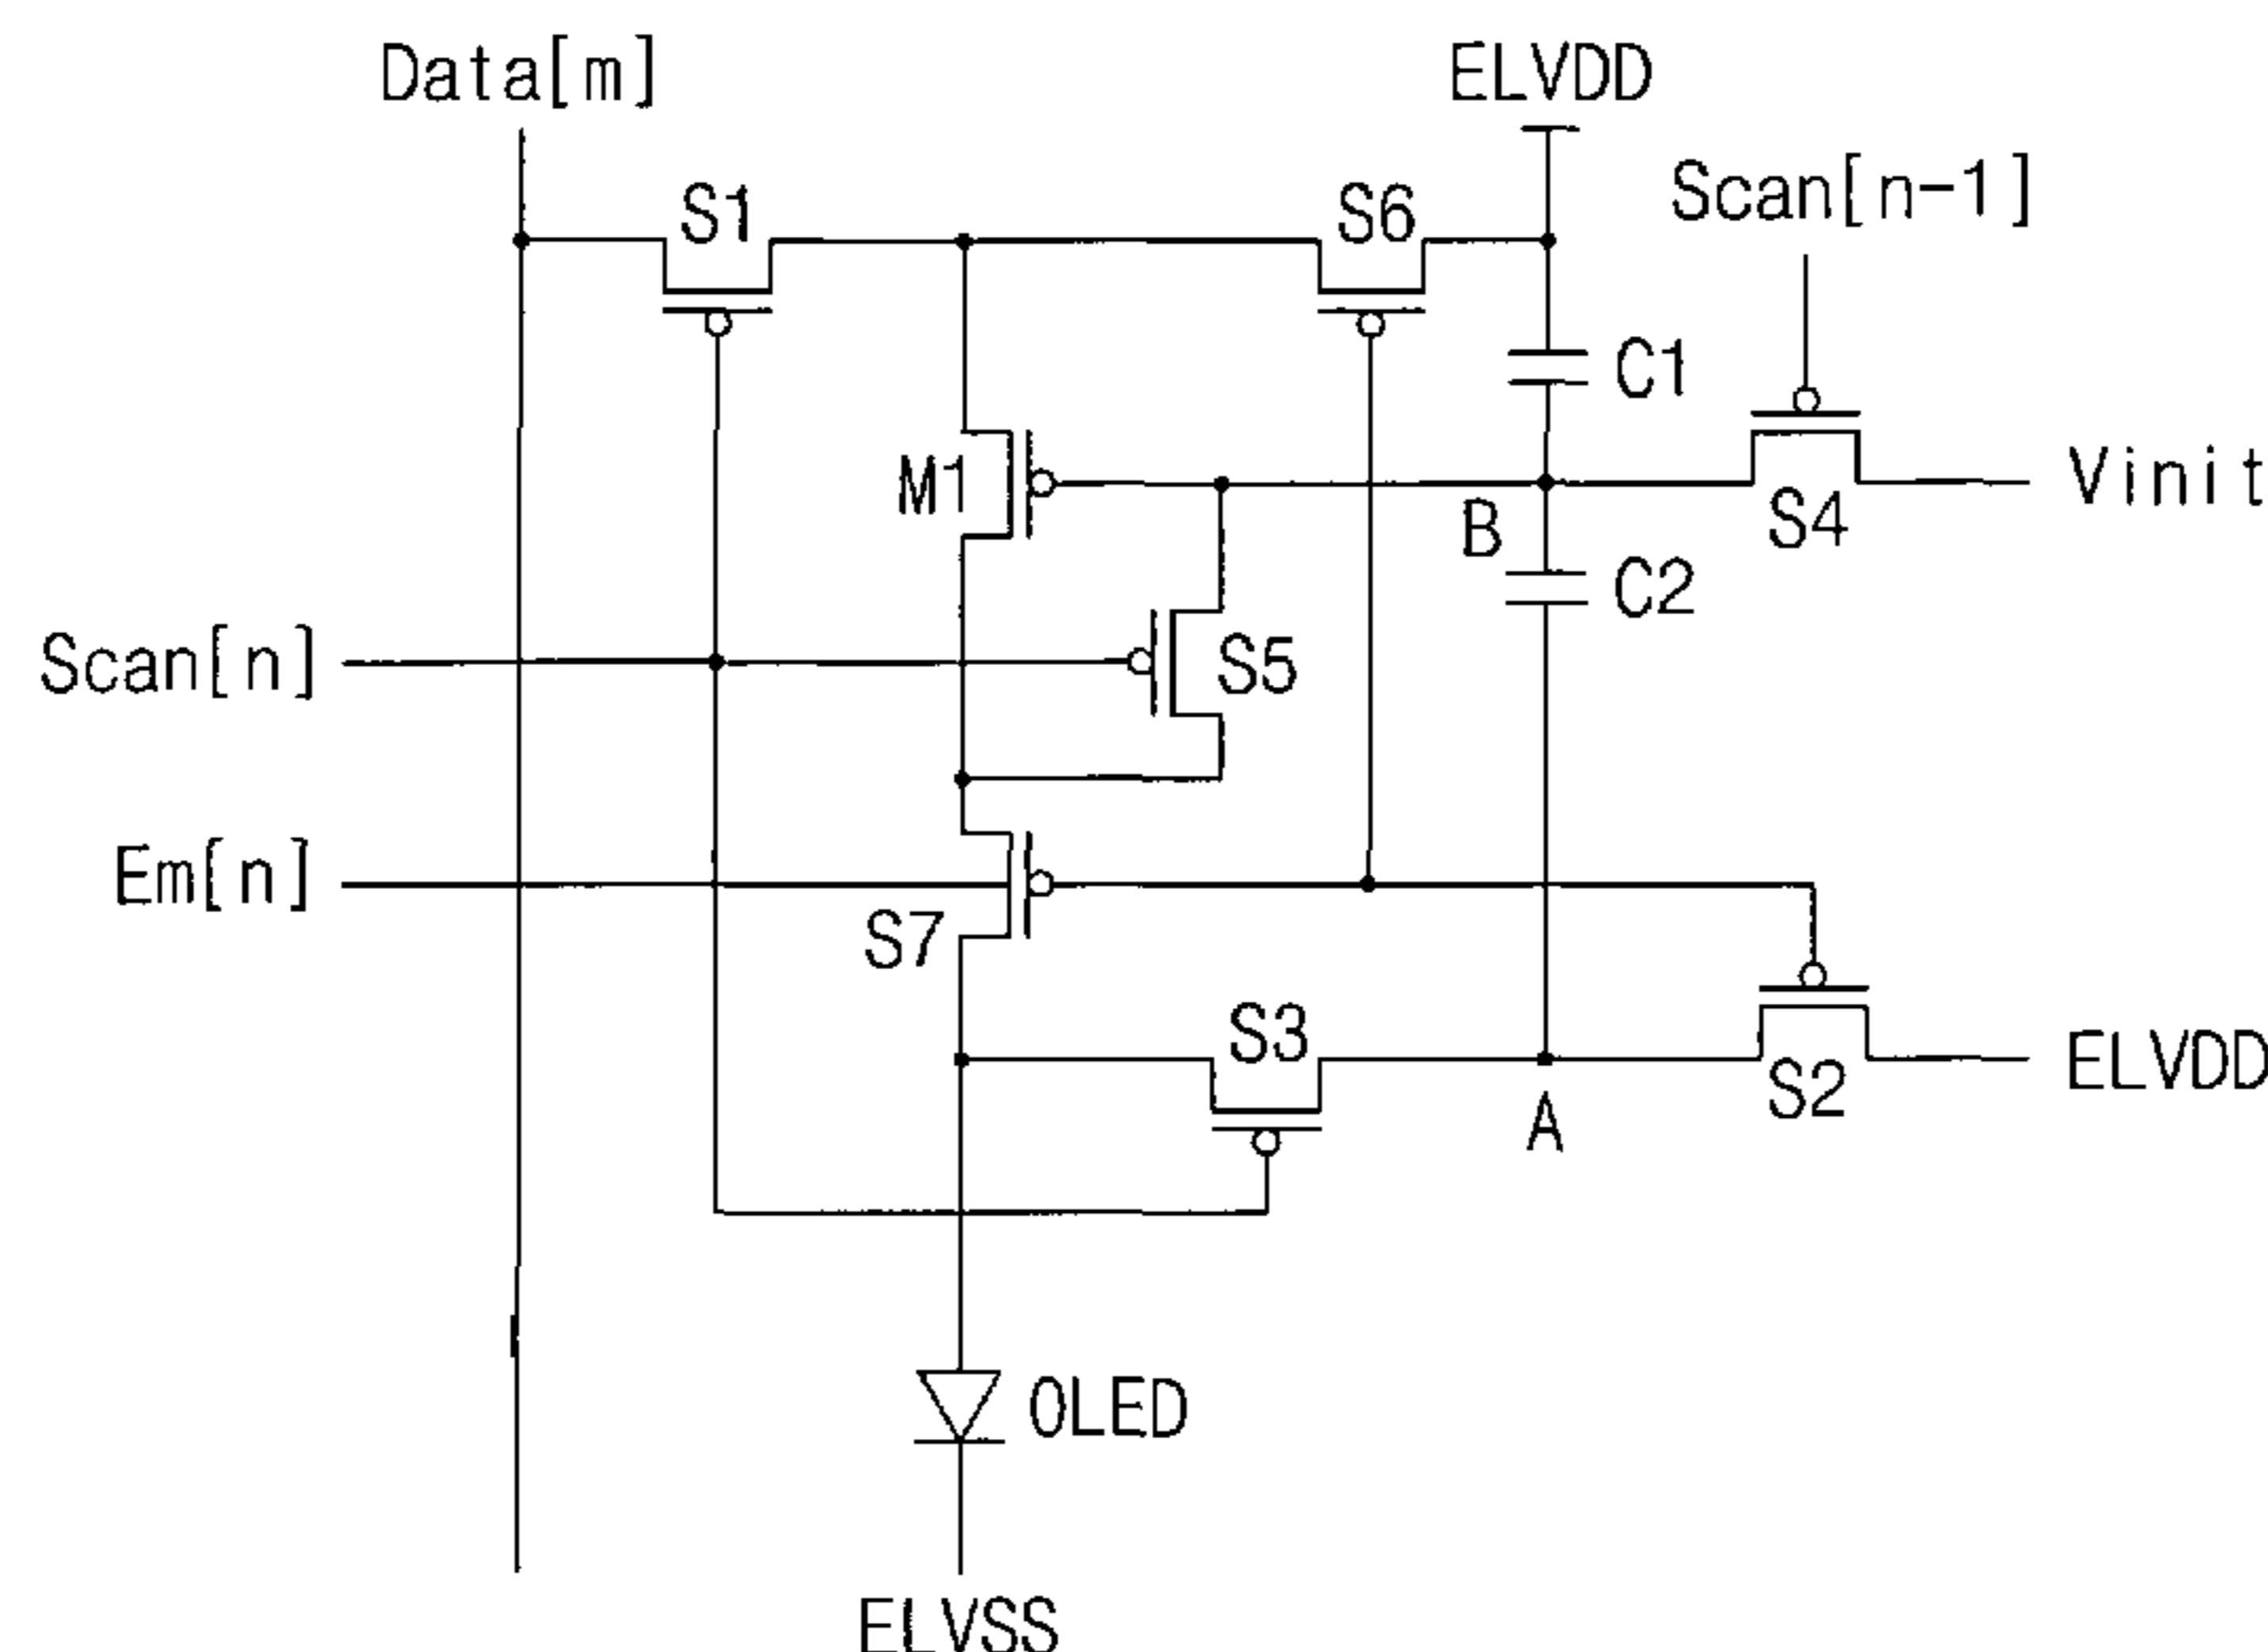 Data[m]
ELVDD
Scan[n-1]
S1
S6
C1
M1
B
S4
Vinit
C2
Scan[n]
S5
Em[n]
S7
S3
S2
ELVDD
A
OLED
ELVSS